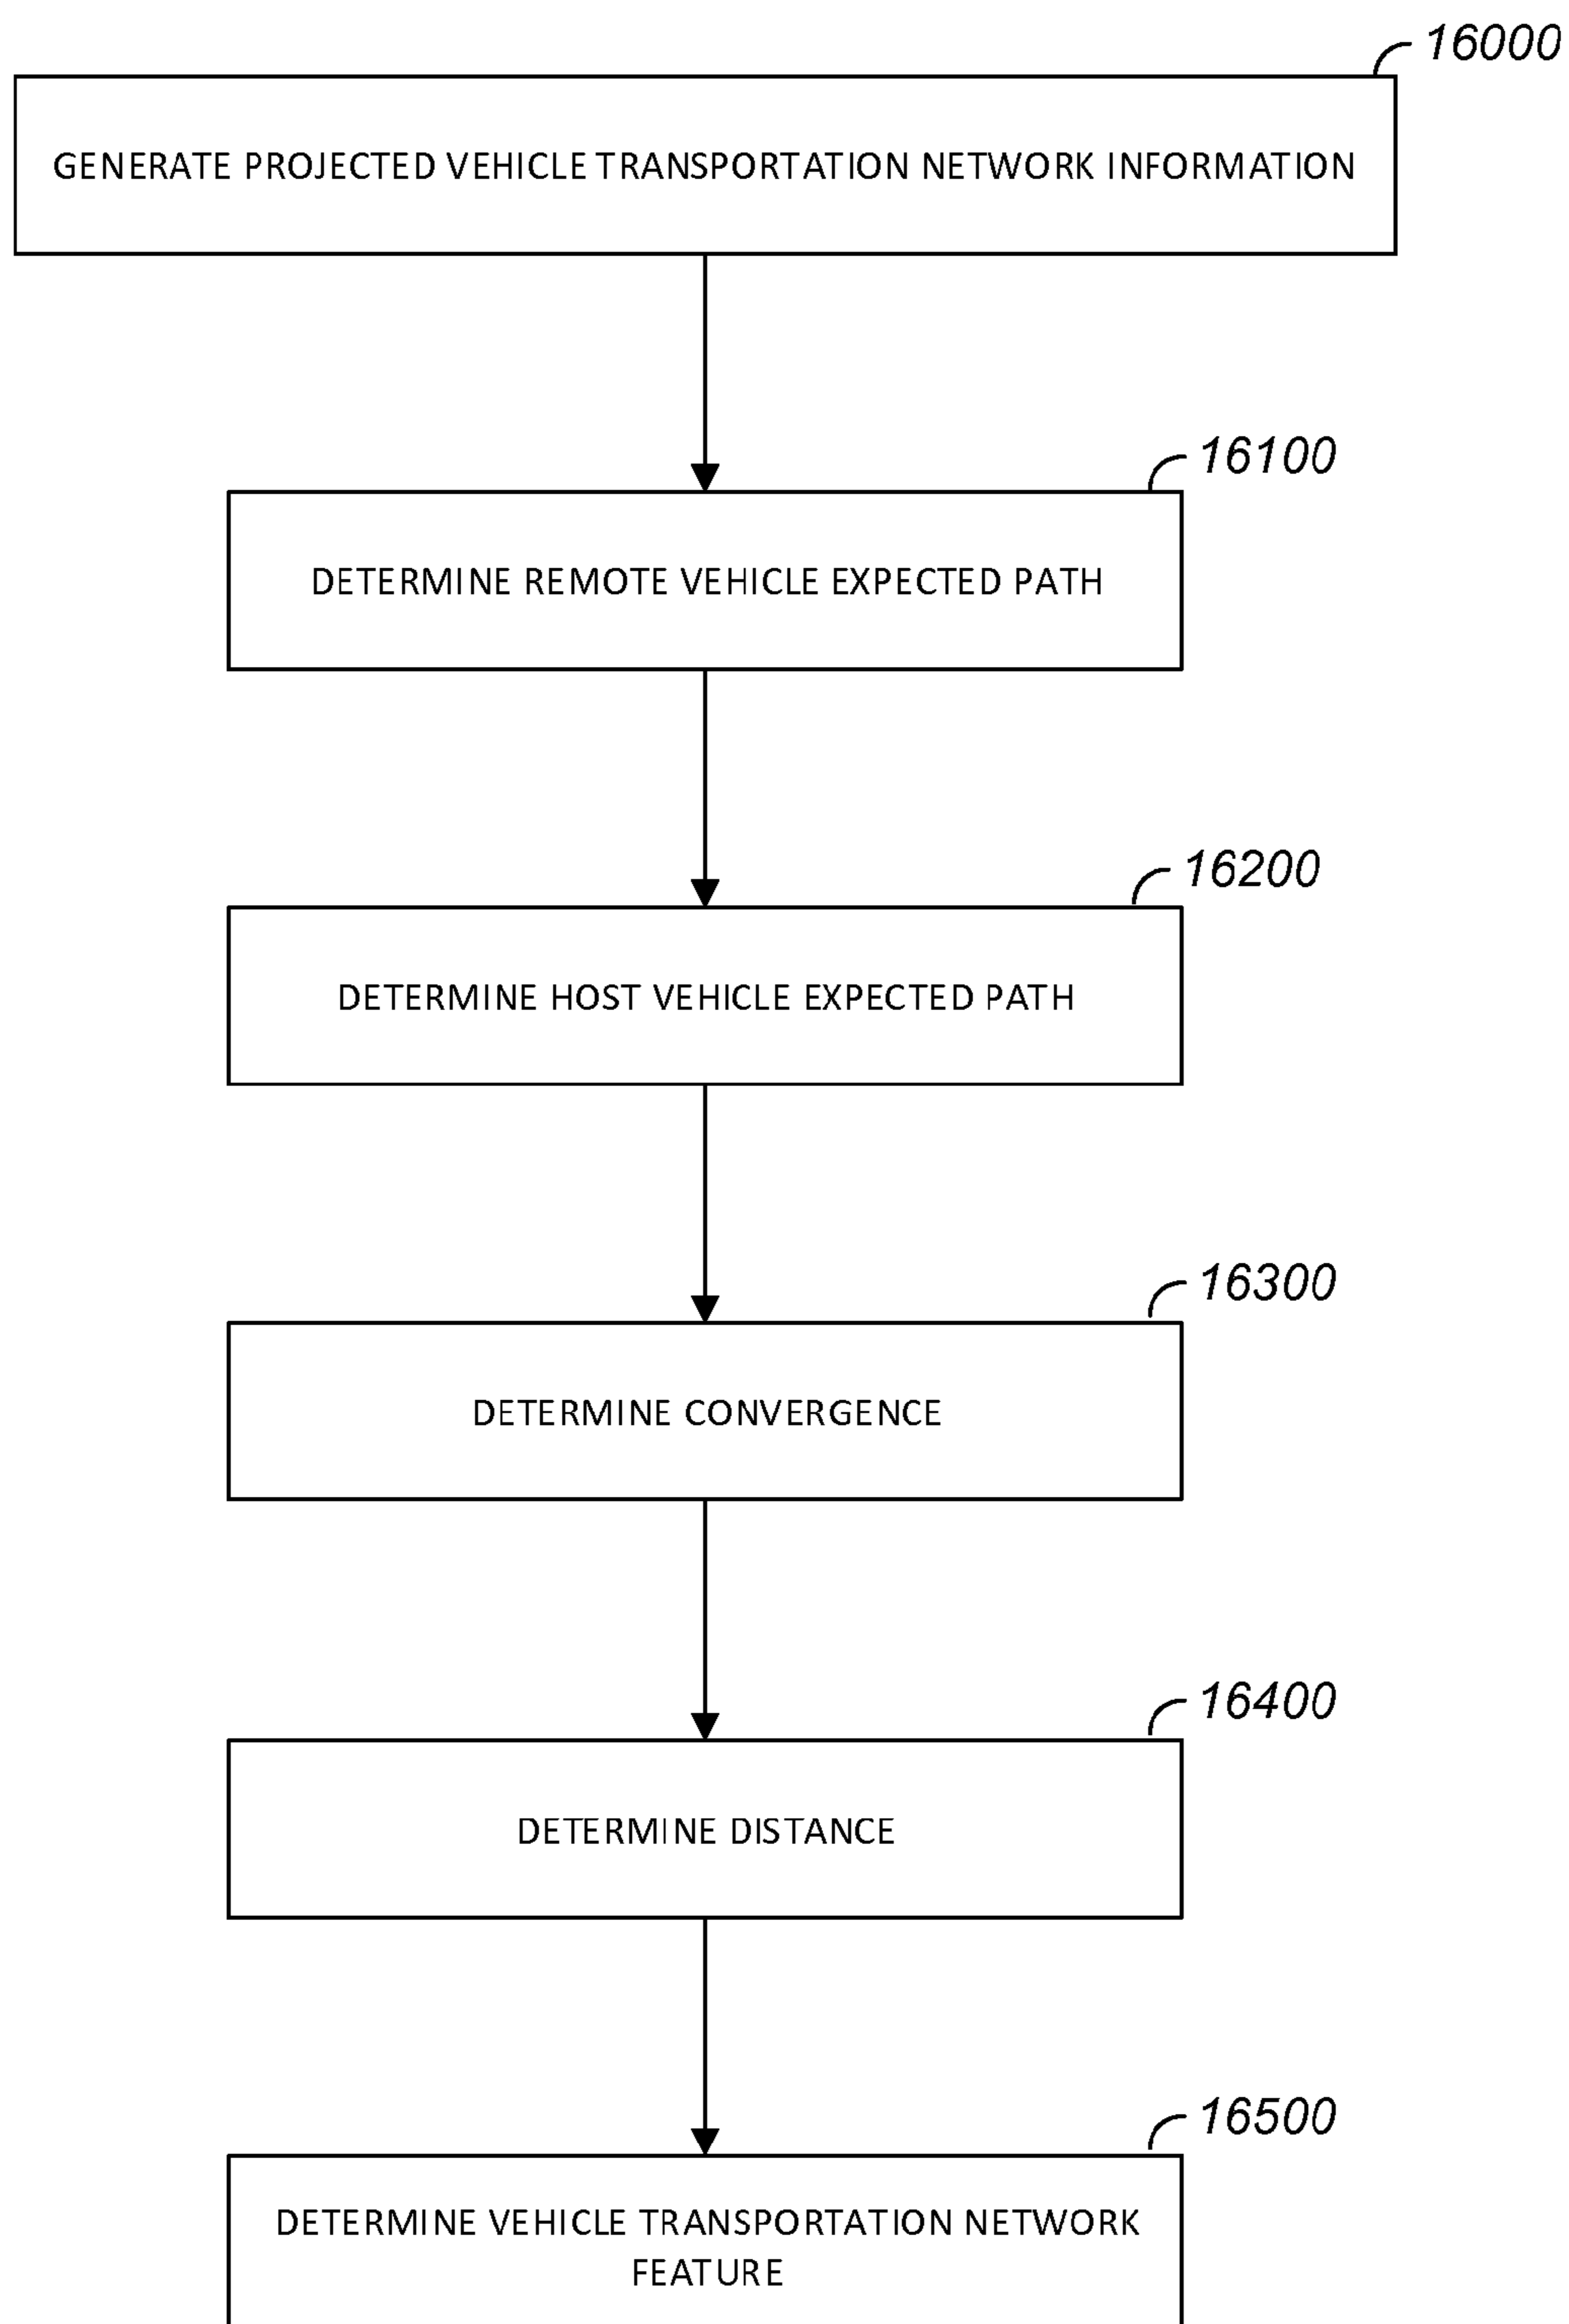 16000
GENERATE PROJECTED VEHICLE TRANSPORTATION NETWORK INFORMATION
16100
DETERMINE REMOTE VEHICLE EXPECTED PATH
16200
DETERMINE HOST VEHICLE EXPECTED PATH
16300
DETERMINE CONVERGENCE
16400
DETERMINE DISTANCE
16500
DETERMINE VEHICLE TRANSPORTATION NETWORK
FEATURE